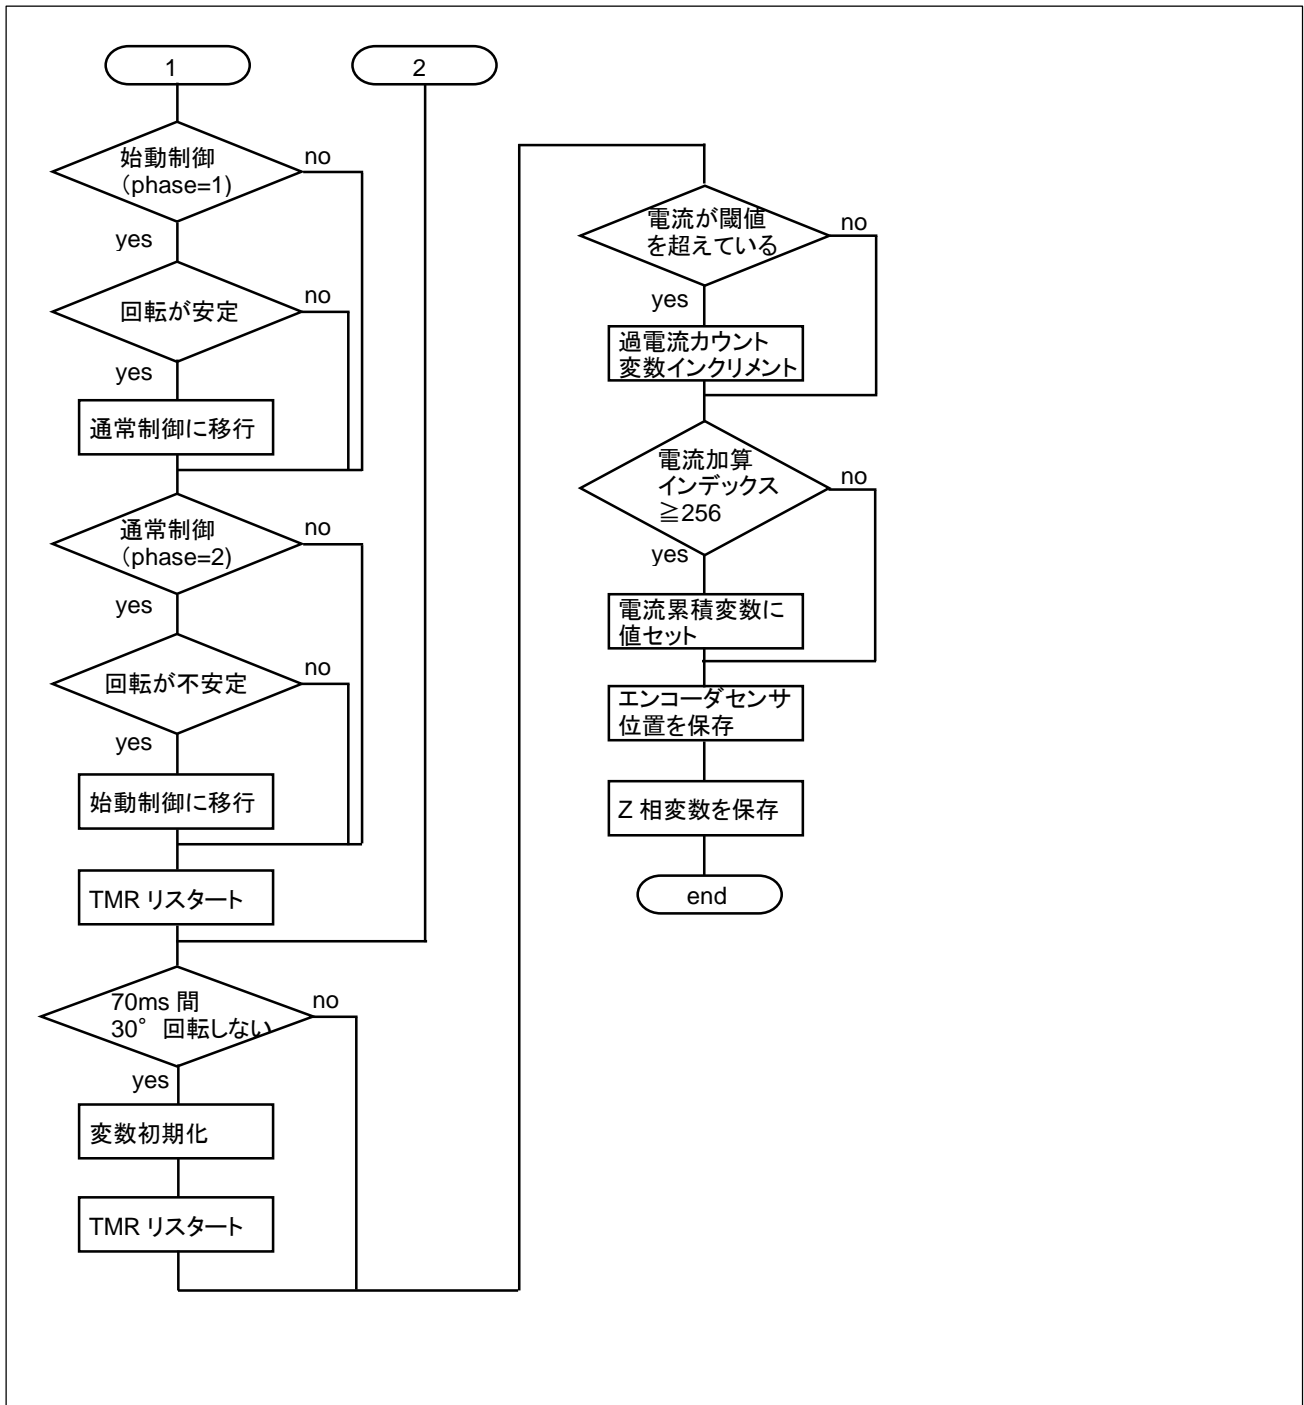 1
2
始動制御
（phase=1)
no
yes
回転が安定
no
yes
通常制御に移行
通常制御
（phase=2)
no
yes
回転が不安定
no
yes
始動制御に移行
TMR リスタート
70ms 間
30° 回転しない
no
yes
変数初期化
TMR リスタート
電流が閾値
を超えている
no
yes
過電流カウント
変数インクリメント
電流加算
インデックス
≧256
no
yes
電流累積変数に
値セット
エンコーダセンサ
位置を保存
Z 相変数を保存
end